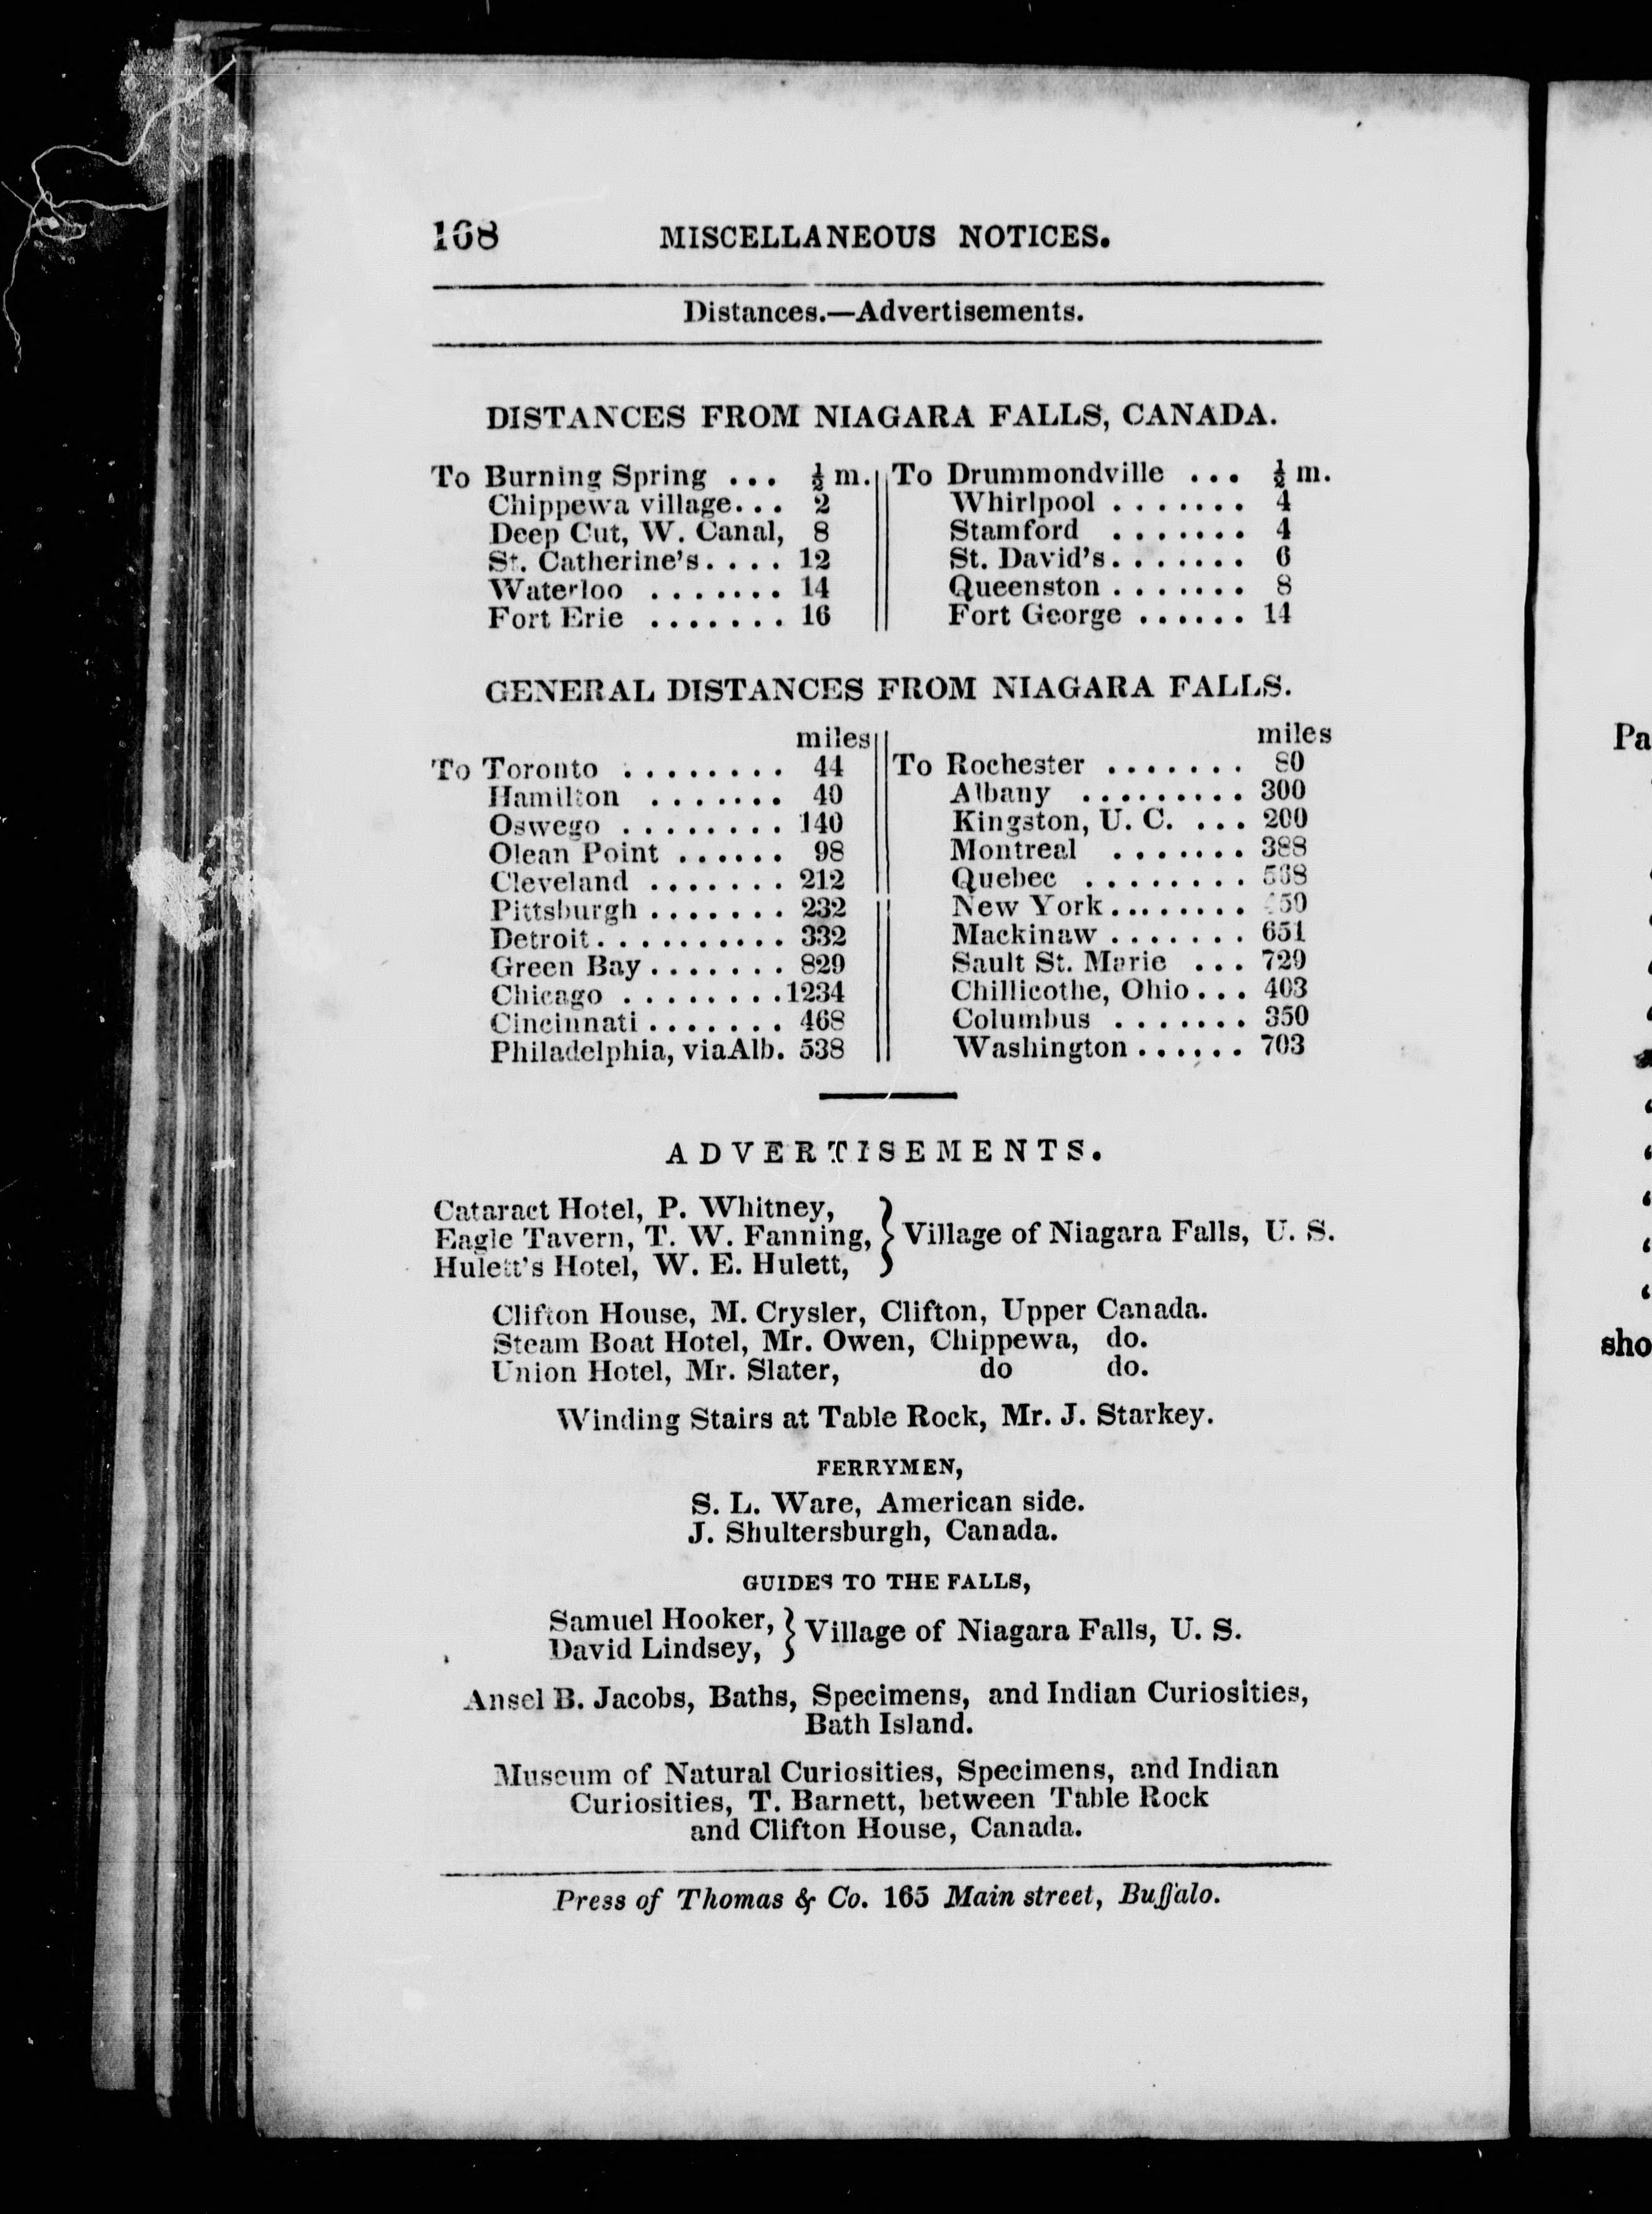 168 MISCELLANEOUS NOTICES.
Distances.—Advertisements.
DISTANCES FROM NIAGARA FALLS, CANADA.
To Burning Spring ... ½ m.
Chippewa village... 2
Deep Cut, W. Canal, 8
St. Catherine's.... 12
Waterloo ....... 14
Fort Erie ....... 16
To Drummondville ... ½ m.
Whirlpool ....... 4
Stamford ....... 4
St. David's....... 6
Queenston ....... 8
Fort George ...... 14
GENERAL DISTANCES FROM NIAGARA FALLS.
miles
To Toronto ........ 44
Hamilton ....... 40
Oswego ........ 140
Olean Point ...... 98
Cleveland ....... 212
Pittsburgh ....... 232
Detroit.......... 332
Green Bay....... 829
Chicago ........1234
Cincinnati....... 468
Philadelphia, viaAlb. 538
miles
To Rochester ....... 80
Albany ......... 300
Kingston, U. C. ... 200
Montreal ....... 388
Quebec ........
New York........
Mackinaw ....... 651
Sault St. Marie ... 729
Chillicothe, Ohio... 403
Columbus ....... 350
Washington...... 703
ADVERTISEMENTS.
Cataract Hotel, P. Whitney,
Eagle Tavern, T. W. Fanning, } Village of Niagara Falls, U. S.
Hulett's Hotel, W. E. Hulett,
Clifton House, M. Crysler, Clifton, Upper Canada.
Steam Boat Hotel, Mr. Owen, Chippewa, do.
Union Hotel, Mr. Slater, do do.
Winding Stairs at Table Rock, Mr. J. Starkey.
FERRYMEN,
S. L. Ware, American side.
J. Shultersburgh, Canada.
GUIDES TO THE FALLS,
Samuel Hooker, } Village of Niagara Falls, U. S.
David Lindsey,
Ansel B. Jacobs, Baths, Specimens, and Indian Curiosities,
Bath Island.
Museum of Natural Curiosities, Specimens, and Indian
Curiosities, T. Barnett, between Table Rock
and Clifton House, Canada.
Press of Thomas & Co. 165 Main street, Buffalo.
Pa
sho